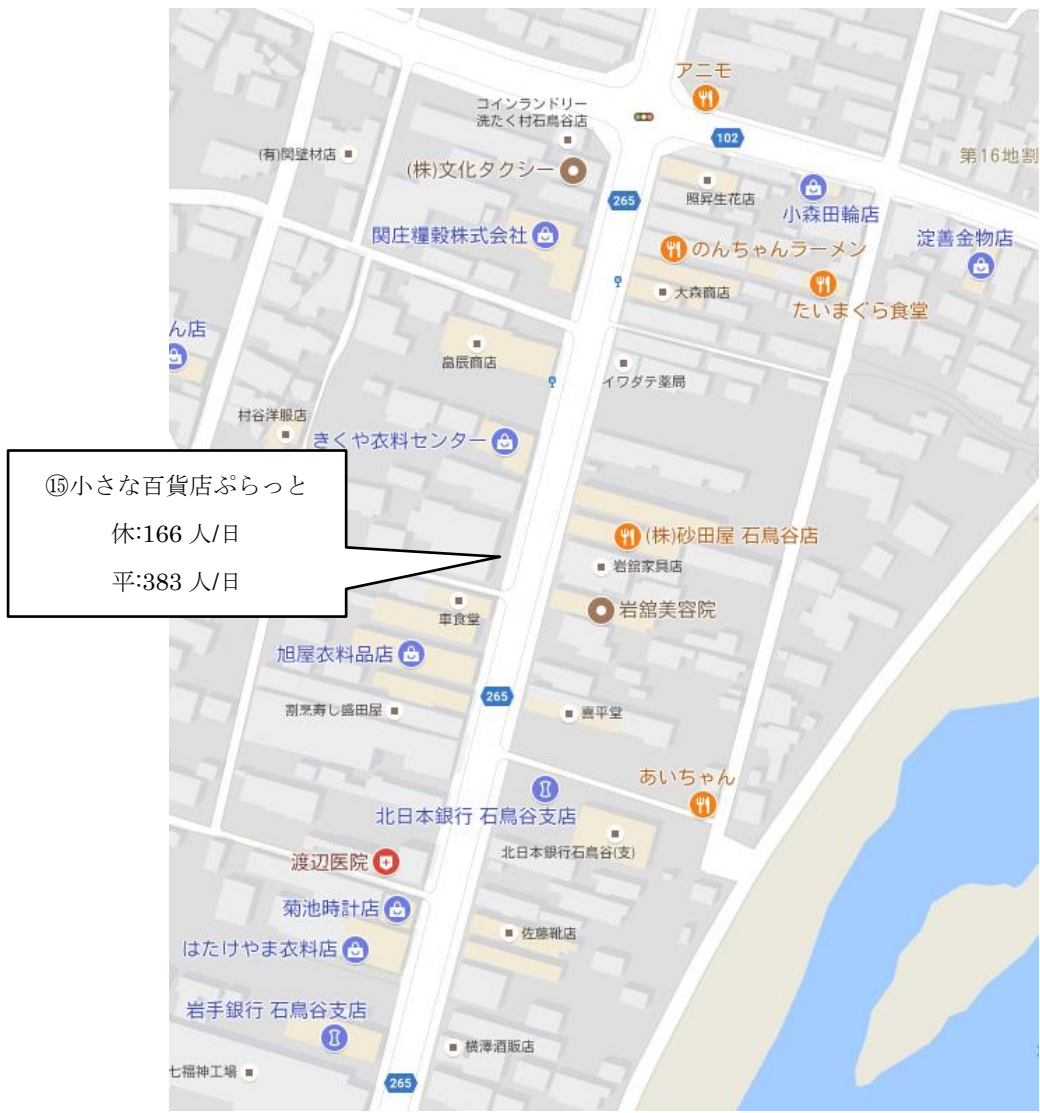 アニモ
コインランドリー
洗たく村石鳥谷店
102
(有)関壁材店
(株)文化タクシー
第16地割
265
照昇生花店
小森田輪店
関庄糧穀株式会社
淀善金物店
のんちゃんラーメン
大森商店
たいまぐら食堂
ん店
畠辰商店
イワダテ薬局
村谷洋服店
きくや衣料センター
⑮小さな百貨店ぷらっと
休:166 人/日
平:383 人/日
(株)砂田屋 石鳥谷店
岩舘家具店
車食堂
岩舘美容院
旭屋衣料品店
265
割烹寿し盛田屋
喜平堂
あいちゃん
北日本銀行 石鳥谷支店
北日本銀行石鳥谷(支)
渡辺医院
菊池時計店
佐藤靴店
はたけやま衣料店
岩手銀行 石鳥谷支店
横澤酒販店
七福神工場
265